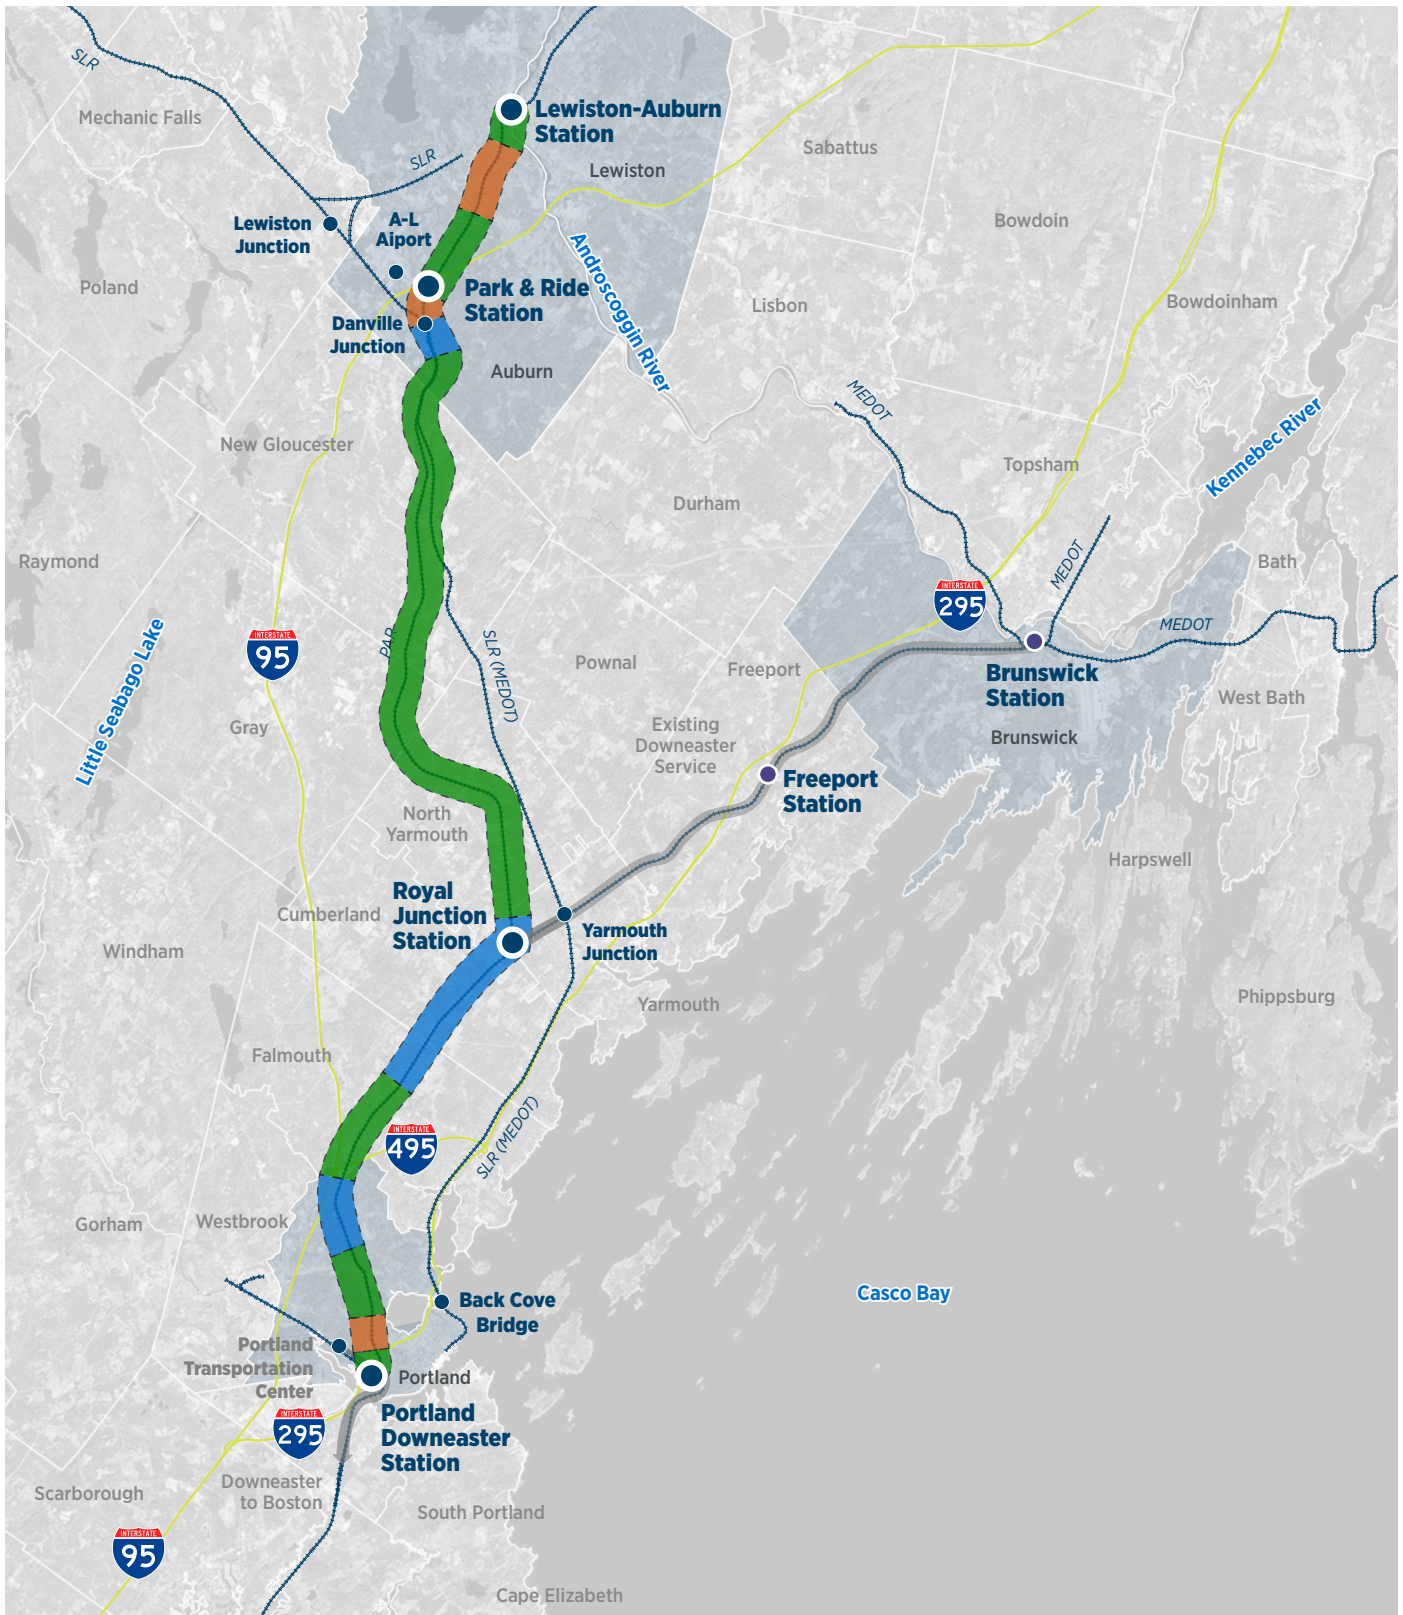 SLR
Mechanic Falls
Lewiston-Auburn
Station
Sabattus
SLR
Lewiston
Lewiston
Junction
A-L
Aiport
Bowdoin
Androscoggin River
Poland
Park & Ride
Station
Lisbon
Bowdoinham
Danville
Junction
Auburn
MEDOT
Kennebec River
New Gloucester
Topsham
Durham
Raymond
MEDOT
Bath
INTERSTATE
295
Little Seabago Lake
INTERSTATE
95
PAR
SLR (MEDOT)
MEDOT
Pownal
Freeport
Brunswick
Station
West Bath
Gray
Existing
Downeaster
Service
Brunswick
Freeport
Station
North
Yarmouth
Harpswell
Royal
Junction
Station
Cumberland
Yarmouth
Junction
Windham
Yarmouth
Phippsburg
Falmouth
INTERSTATE
495
SLR (MEDOT)
Gorham
Westbrook
Casco Bay
Back Cove
Bridge
Portland
Transportation
Center
Portland
INTERSTATE
295
Portland
Downeaster
Station
Downeaster
to Boston
Scarborough
South Portland
INTERSTATE
95
Cape Elizabeth